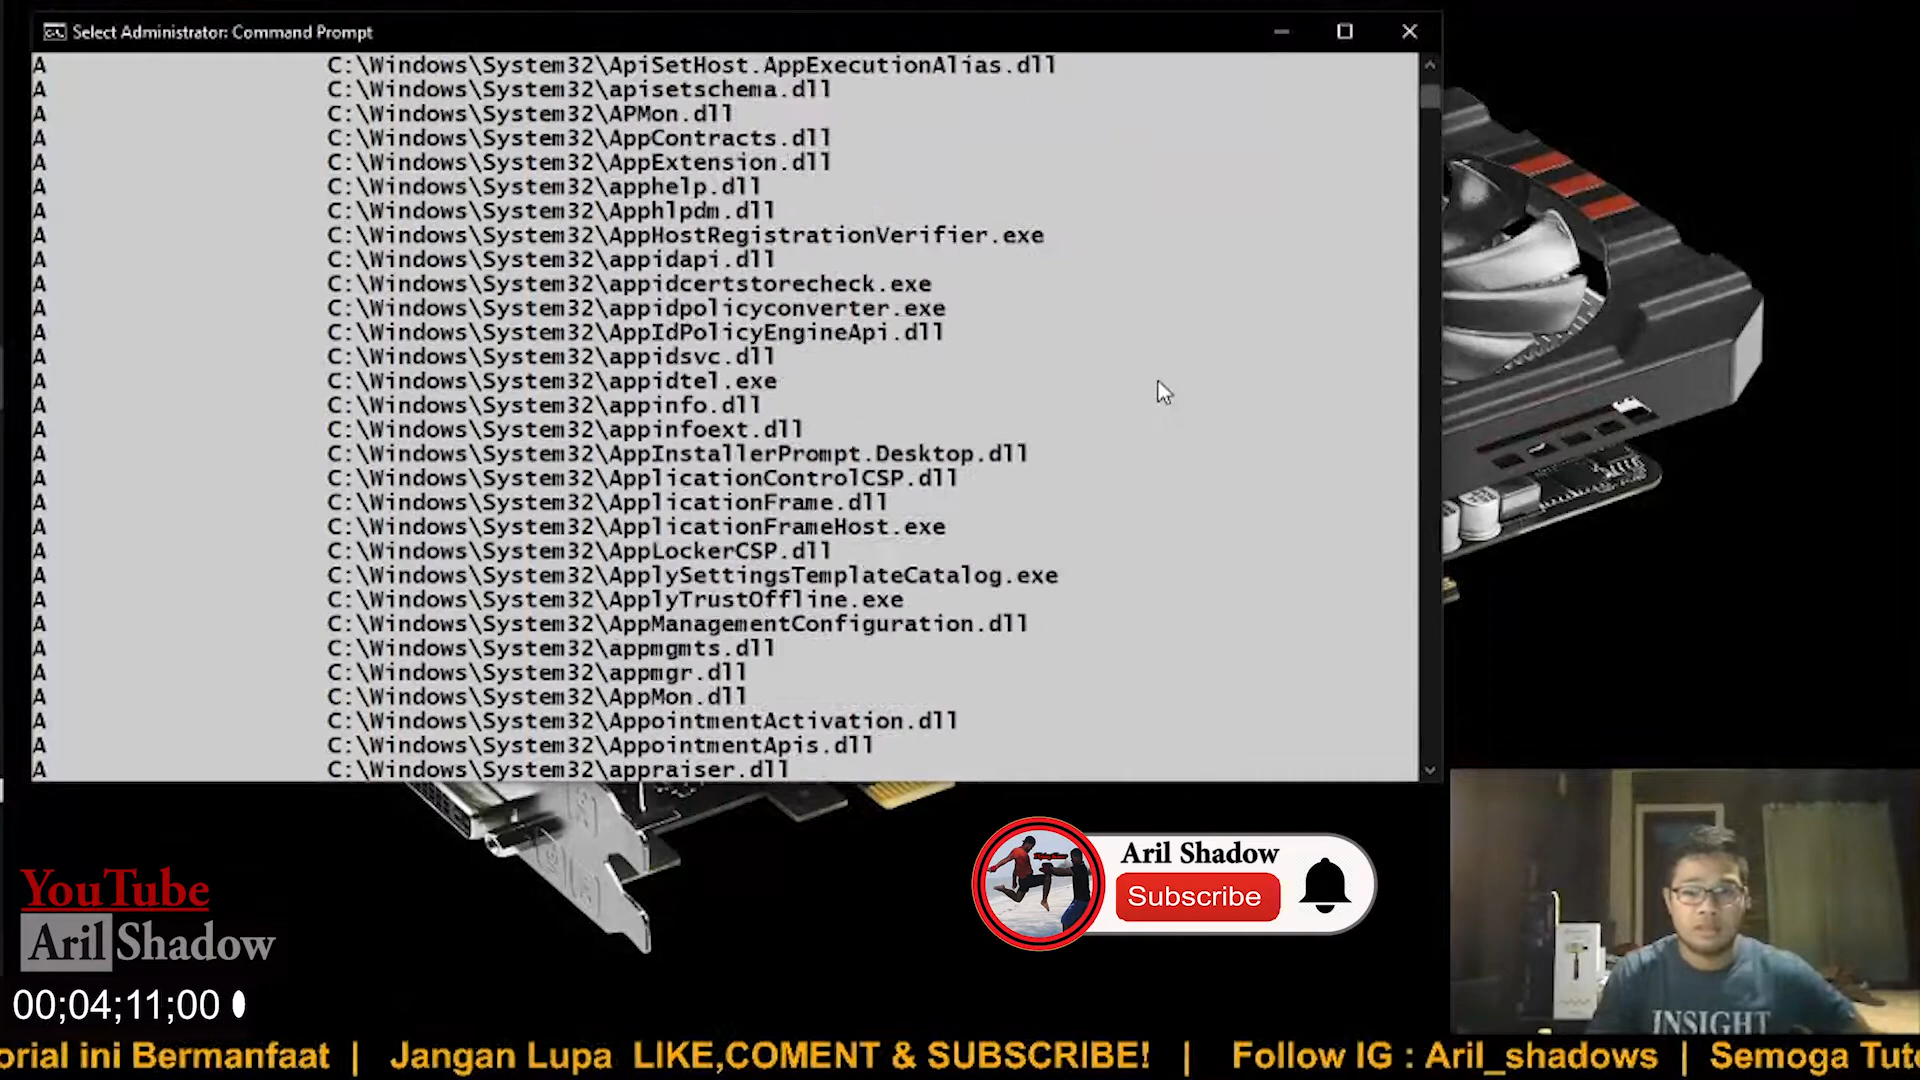 Select Administrator: Command Prompt
A C:\Windows\System32\ApiSetHost.AppExecutionAlias.dll
A C:\Windows\System32\apisetschema.dll
A C:\Windows\System32\APMon.dll
A C:\Windows\System32\AppContracts.dll
A C:\Windows\System32\AppExtension.dll
A C:\Windows\System32\apphelp.dll
A C:\Windows\System32\Apphlpdm.dll
A C:\Windows\System32\AppHostRegistrationVerifier.exe
A C:\Windows\System32\appidapi.dll
A C:\Windows\System32\appidcertstorecheck.exe
A C:\Windows\System32\appidpolicyconverter.exe
A C:\Windows\System32\AppIdPolicyEngineApi.dll
A C:\Windows\System32\appidsvc.dll
A C:\Windows\System32\appidtel.exe
A C:\Windows\System32\appinfo.dll
A C:\Windows\System32\appinfoext.dll
A C:\Windows\System32\AppInstallerPrompt.Desktop.dll
A C:\Windows\System32\ApplicationControlCSP.dll
A C:\Windows\System32\ApplicationFrame.dll
A C:\Windows\System32\ApplicationFrameHost.exe
A C:\Windows\System32\AppLockerCSP.dll
A C:\Windows\System32\ApplySettingsTemplateCatalog.exe
A C:\Windows\System32\ApplyTrustOffline.exe
A C:\Windows\System32\AppManagementConfiguration.dll
A C:\Windows\System32\appmgmts.dll
A C:\Windows\System32\appmgr.dll
A C:\Windows\System32\AppMon.dll
A C:\Windows\System32\AppointmentActivation.dll
A C:\Windows\System32\AppointmentApis.dll
A C:\Windows\System32\appraiser.dll
Aril Shadow
Subscribe
YouTube
Aril Shadow
00;04;11;00
INSIGHT
orial ini Bermanfaat | Jangan Lupa LIKE,COMENT & SUBSCRIBE! | Follow IG : Aril_shadows | Semoga Tuto